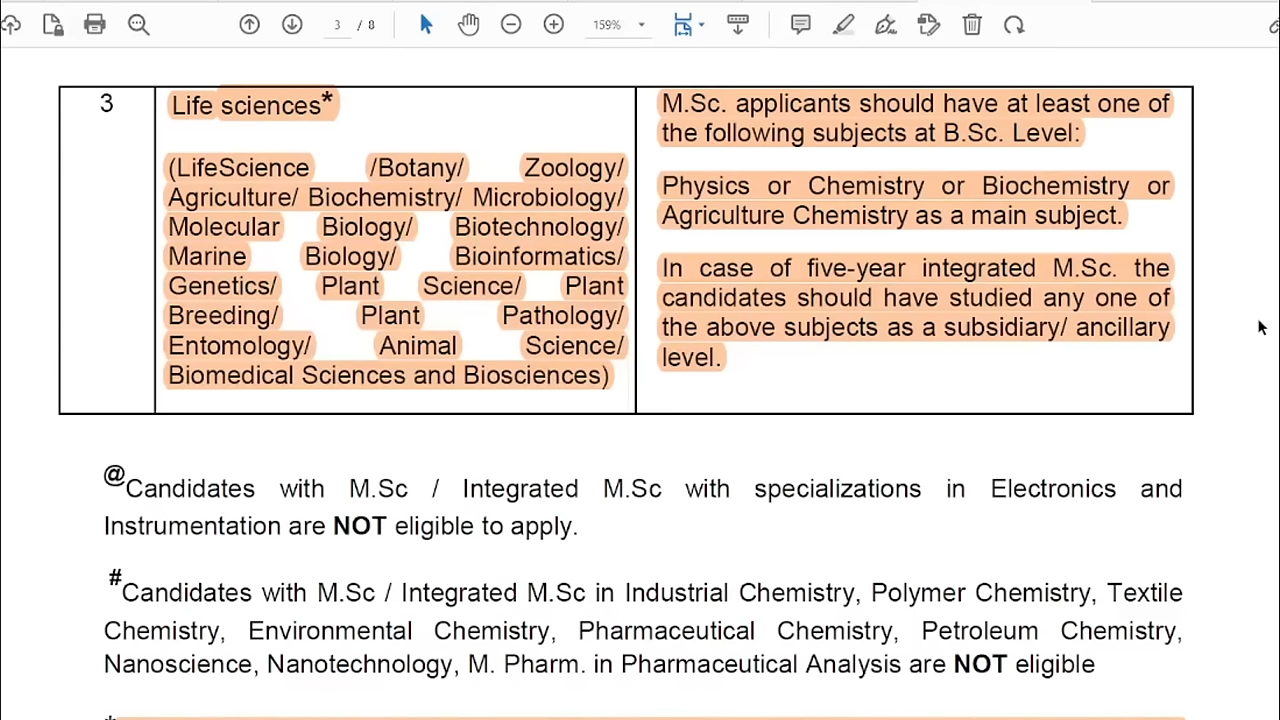 3 / 8
159%
3
Life sciences*
(LifeScience /Botany/ Zoology/
Agriculture/ Biochemistry/ Microbiology/
Molecular Biology/ Biotechnology/
Marine Biology/ Bioinformatics/
Genetics/ Plant Science/ Plant
Breeding/ Plant Pathology/
Entomology/ Animal Science/
Biomedical Sciences and Biosciences)
M.Sc. applicants should have at least one of
the following subjects at B.Sc. Level:
Physics or Chemistry or Biochemistry or
Agriculture Chemistry as a main subject.
In case of five-year integrated M.Sc. the
candidates should have studied any one of
the above subjects as a subsidiary/ ancillary
level.
@Candidates with M.Sc / Integrated M.Sc with specializations in Electronics and
Instrumentation are NOT eligible to apply.
#Candidates with M.Sc / Integrated M.Sc in Industrial Chemistry, Polymer Chemistry, Textile
Chemistry, Environmental Chemistry, Pharmaceutical Chemistry, Petroleum Chemistry,
Nanoscience, Nanotechnology, M. Pharm. in Pharmaceutical Analysis are NOT eligible
*